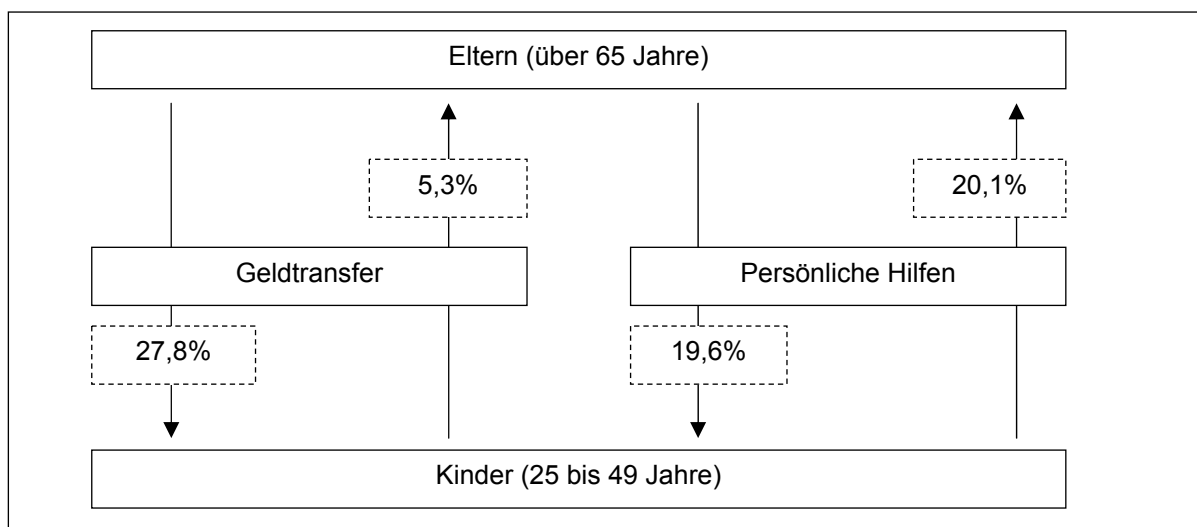 Eltern (über 65 Jahre)
5,3%
20,1%
Geldtransfer
Persönliche Hilfen
27,8%
19,6%
Kinder (25 bis 49 Jahre)